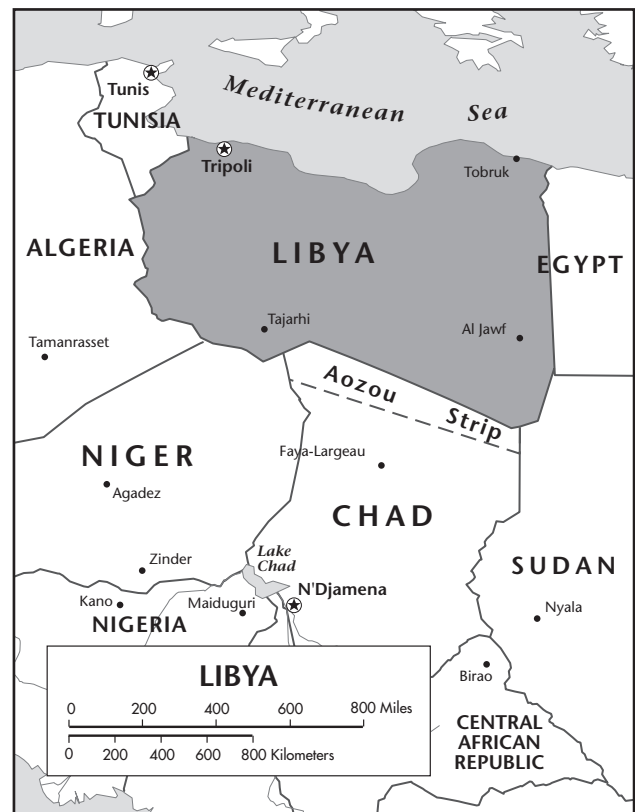 Mediterranean Sea
Tunis
TUNISIA
Tripoli
Tobruk
ALGERIA
LIBYA
EGYPT
Tajarhi
Al Jawf
Tamanrasset
Aozou Strip
NIGER
Faya-Largeau
Agadez
CHAD
Lake
Chad
Zinder
SUDAN
N'Djamena
Kano
Maiduguri
Nyala
NIGERIA
Birao
CENTRAL
AFRICAN
REPUBLIC
LIBYA
0 200 400 600 800 Miles
0 200 400 600 800 Kilometers